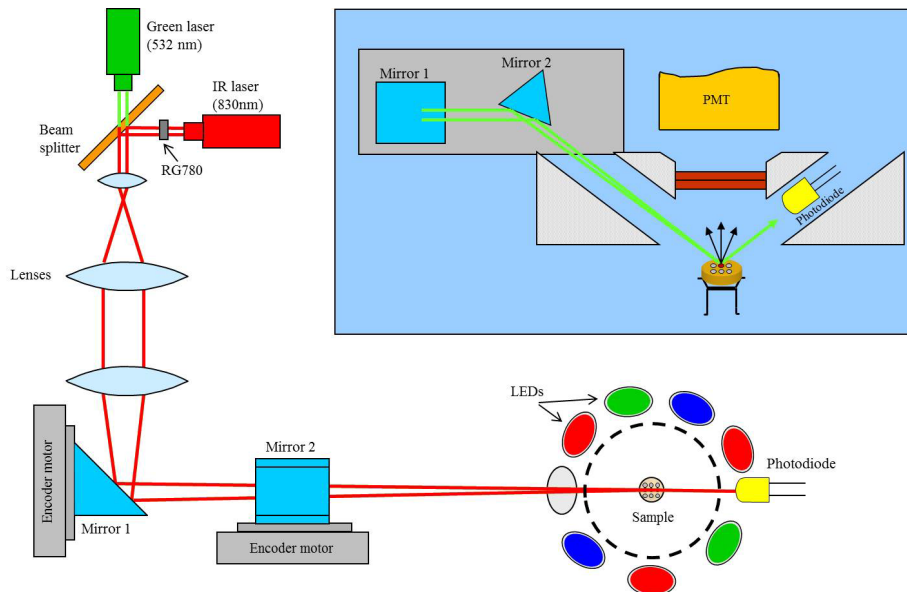 Green laser
(532 nm)
IR laser
(830nm)
Beam
splitter
RG780
Lenses
Encoder motor
Mirror 1
Mirror 2
Encoder motor
Mirror 1
Mirror 2
PMT
Photodiode
LEDs
Photodiode
Sample